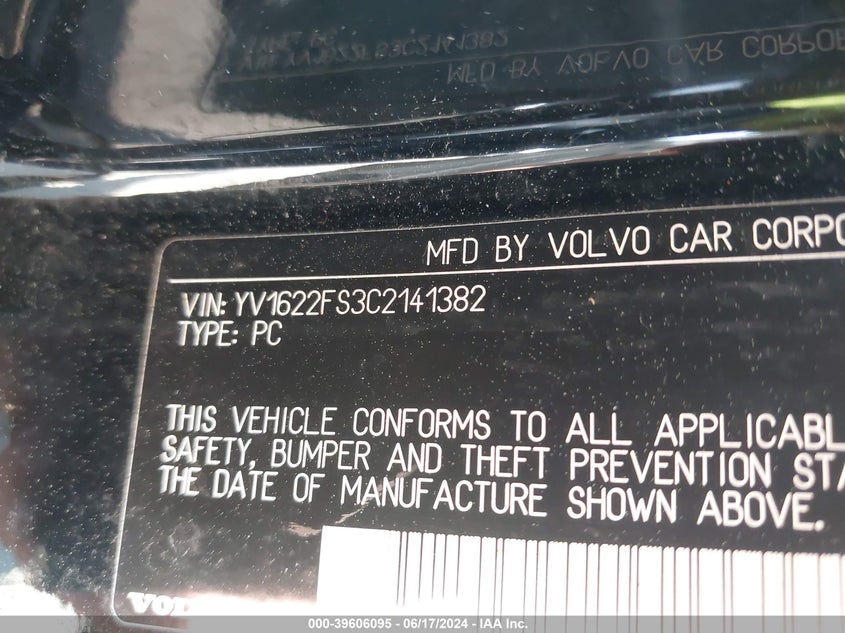 MFD BY VOLVO CAR CORPO
VIN: YV1622FS3C2141382
TYPE: PC
THIS VEHICLE CONFORMS TO ALL APPLICABL
SAFETY, BUMPER AND THEFT PREVENTION STA
THE DATE OF MANUFACTURE SHOWN ABOVE.
VOL
000-39606095 - 06/17/2024 - IAA Inc.